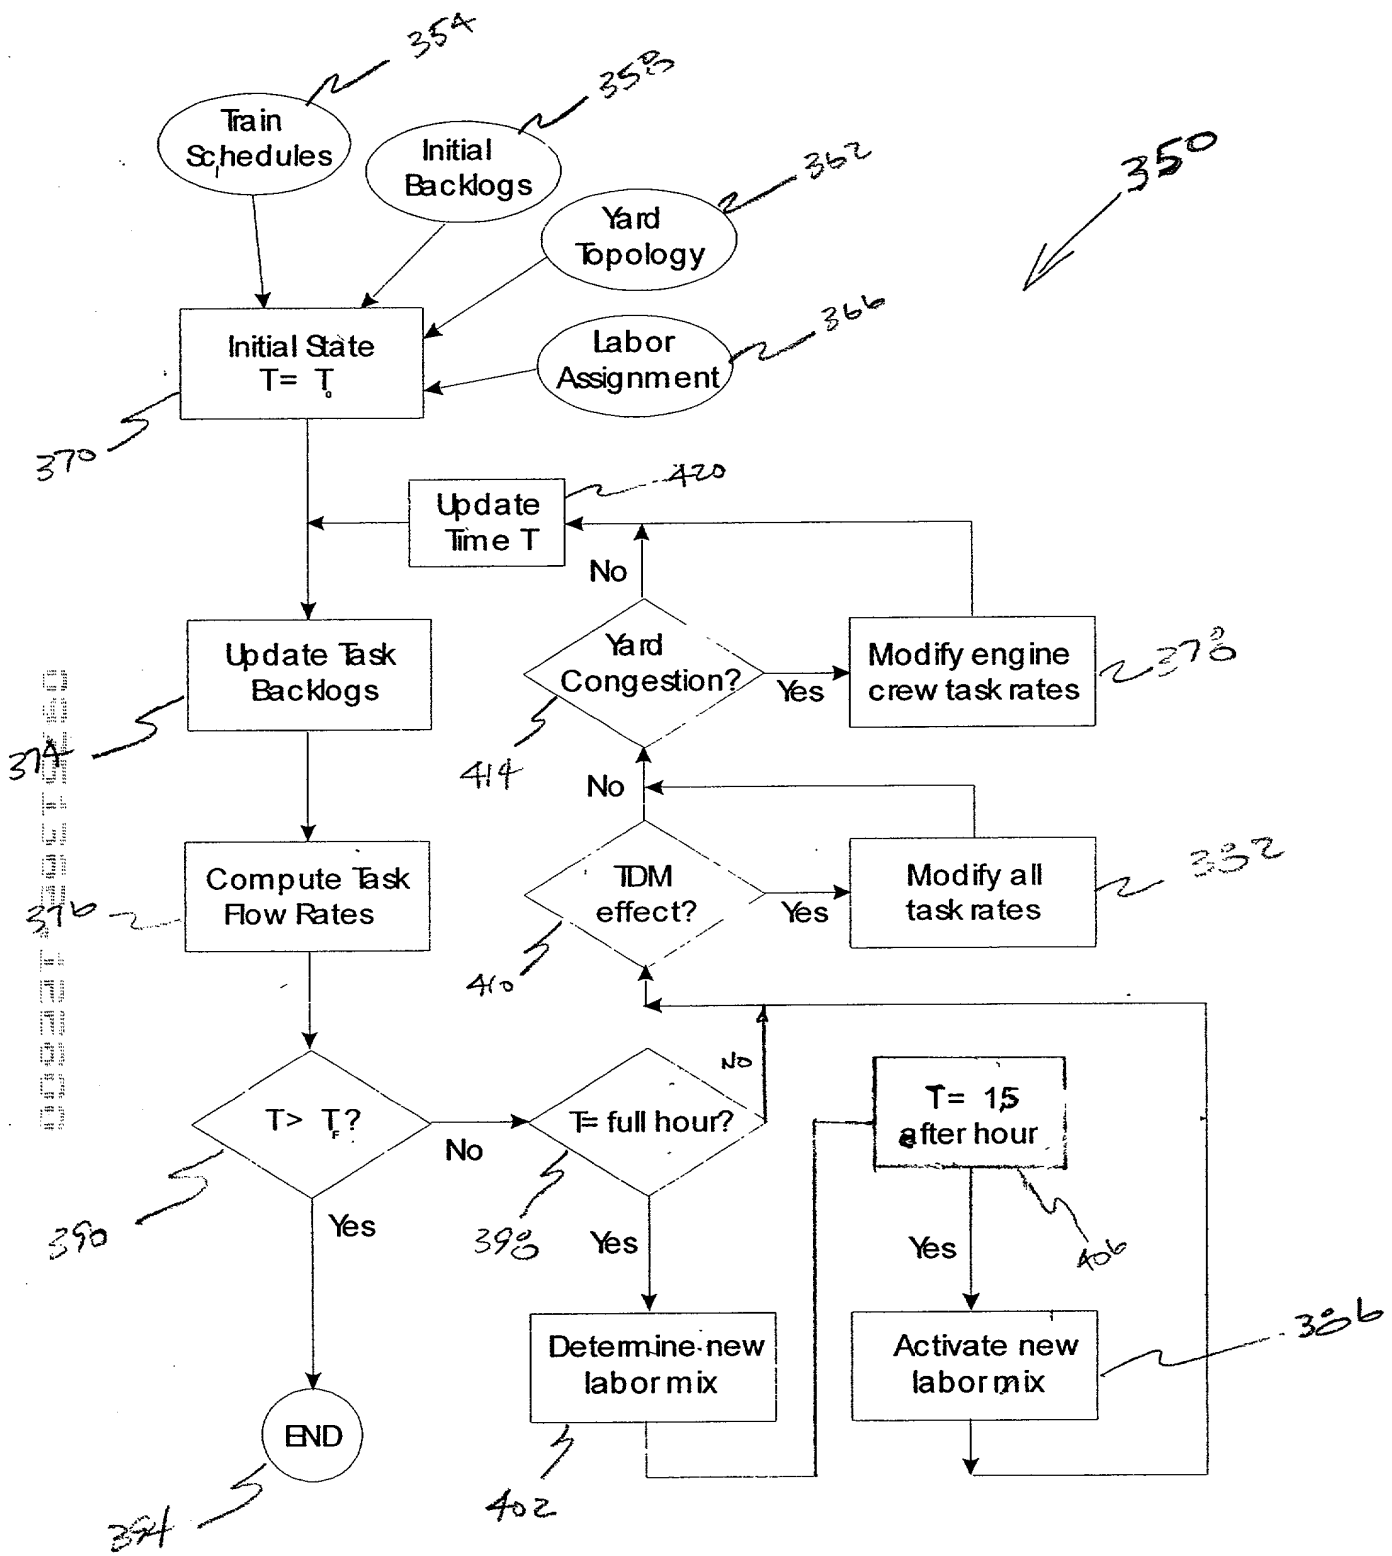 354
358
Train
Schedules
Initial
Backlogs
362
350
Yard
Topology
366
Labor
Assignment
Initial State
T= T₀
370
420
Update
Time T
No
Update Task
Backlogs
Yard
Congestion?
Yes
Modify engine
crew task rates
378
374
414
No
Compute Task
Flow Rates
376
TDM
effect?
Yes
Modify all
task rates
382
410
No
T> T_F?
No
T= full hour?
T= 15
after hour
390
Yes
398
Yes
Yes
406
Determine new
labor mix
Activate new
labor mix
386
END
402
394